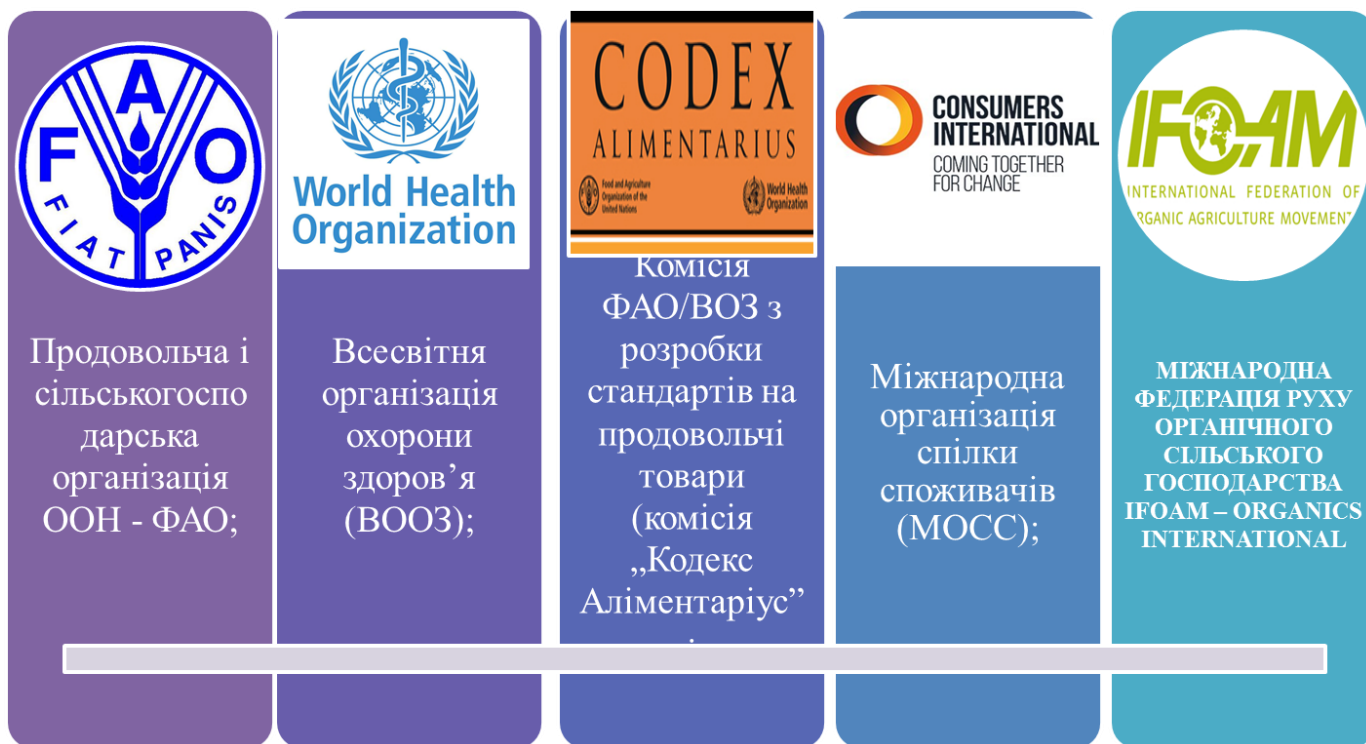 FAO
FIAT PANIS
Продовольча і
сільськогоспо
дарська
організація
ООН - ФАО;
World Health
Organization
Всесвітня
організація
охорони
здоров’я
(ВООЗ);
CODEX
ALIMENTARIUS
Food and Agriculture
Organization of the
United Nations
World Health
Organization
Комісія
ФАО/ВОЗ з
розробки
стандартів на
продовольчі
товари
(комісія
„Кодекс
Аліментаріус”
CONSUMERS
INTERNATIONAL
COMING TOGETHER
FOR CHANGE
Міжнародна
організація
спілки
споживачів
(МОСС);
IFOAM
INTERNATIONAL FEDERATION OF
RGANIC AGRICULTURE MOVEMEN
МІЖНАРОДНА
ФЕДЕРАЦІЯ РУХУ
ОРГАНІЧНОГО
СІЛЬСЬКОГО
ГОСПОДАРСТВА
IFOAM – ORGANICS
INTERNATIONAL